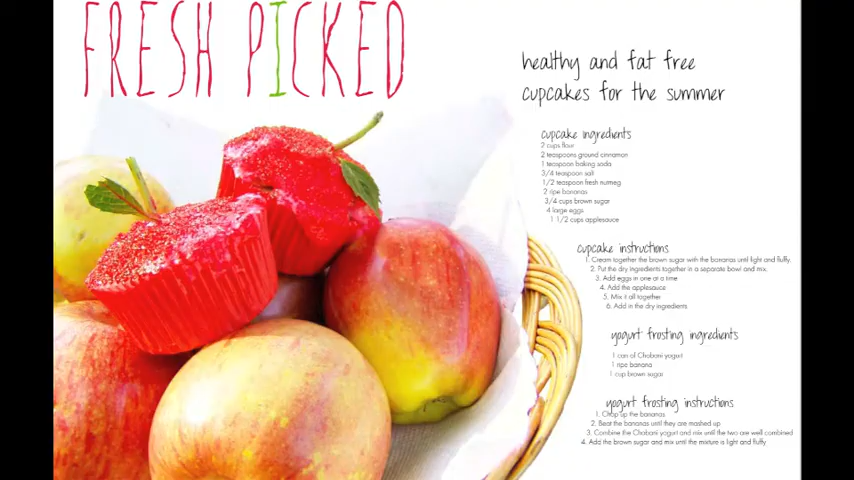 FRESH PICKED
healthy and fat free
cupcakes for the summer
cupcake ingredients
2 cups flour
2 teaspoons ground cinnamon
1 teaspoon baking soda
3/4 teaspoon salt
1/2 teaspoon fresh nutmeg
2 ripe bananas
3/4 cups brown sugar
4 large eggs
1 1/2 cups applesauce
cupcake instructions
1. Cream together the brown sugar with the bananas until light and fluffy.
2. Put the dry ingredients together in a separate bowl and mix.
3. Add eggs in one at a time
4. Add the applesauce
5. Mix it all together
6. Add in the dry ingredients
yogurt frosting ingredients
1 can of Chobani yogurt
1 ripe banana
1 cup brown sugar
yogurt frosting instructions
1. Chop up the bananas
2. Beat the bananas until they are mashed up
3. Combine the Chobani yogurt and mix until the two are well combined
4. Add the brown sugar and mix until the mixture is light and fluffy